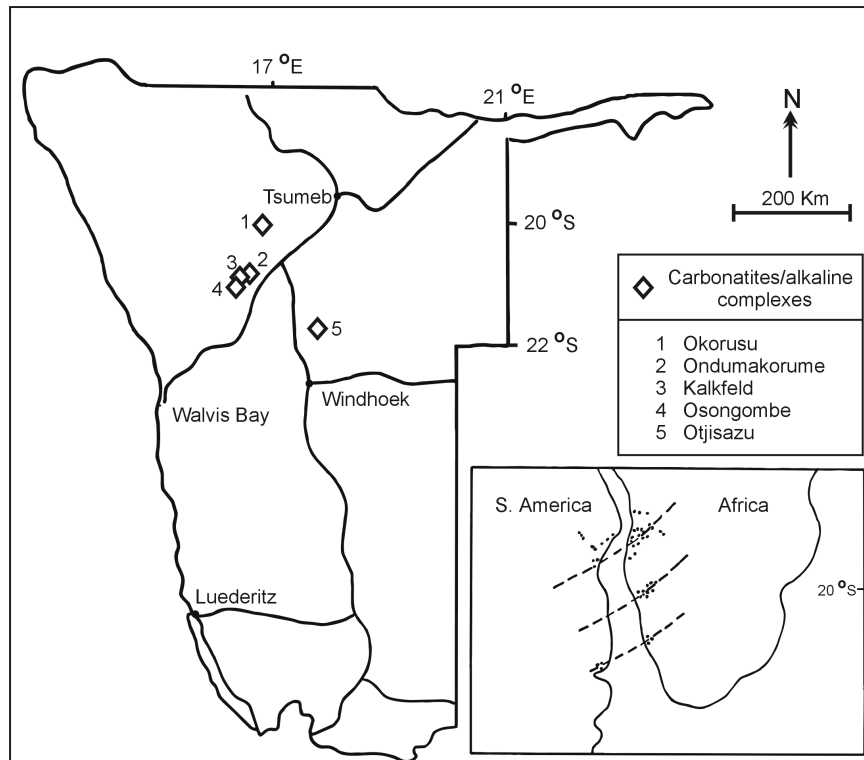 17 °E
21 °E
N
Tsumeb
200 Km
1
20 °S
3 2
4
Carbonatites/alkaline
complexes
5
22 °S
1 Okorusu
2 Ondumakorume
3 Kalkfeld
4 Osongombe
5 Otjisazu
Windhoek
Walvis Bay
S. America
Africa
20 °S
Luederitz